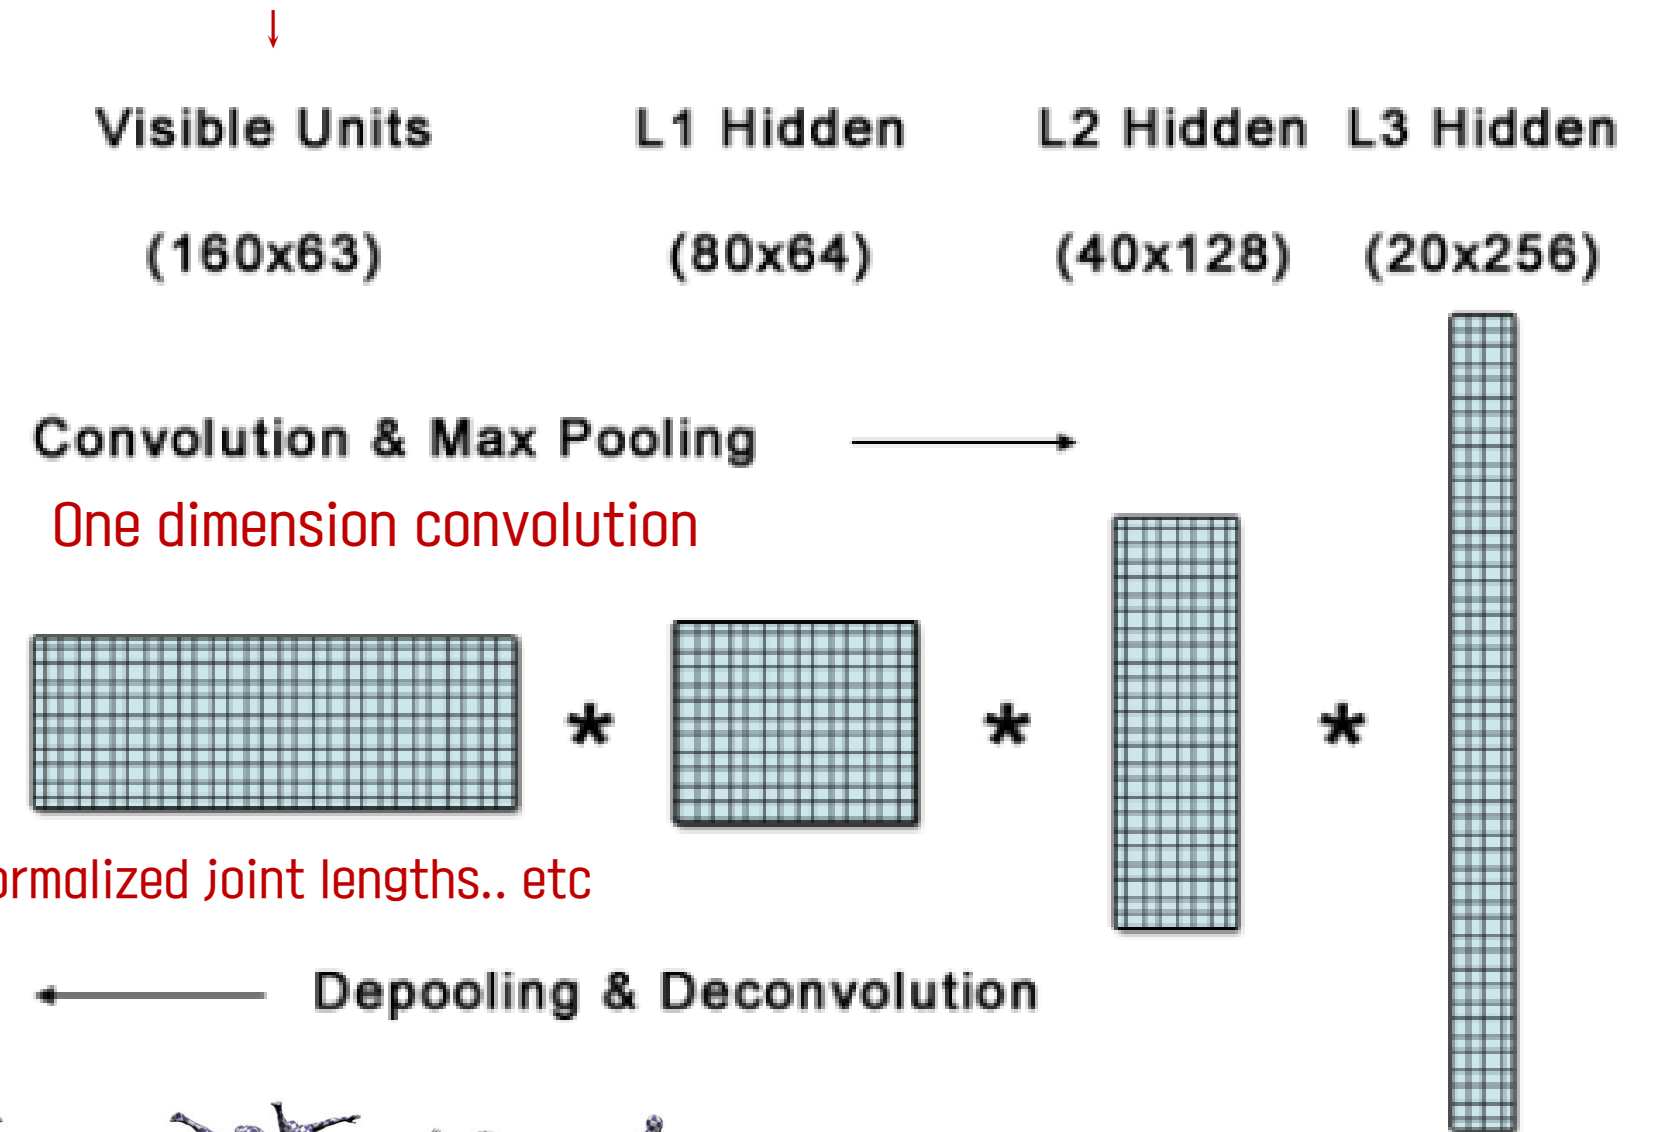 Visible Units
L1 Hidden
L2 Hidden
L3 Hidden
(160x63)
(80x64)
(40x128)
(20x256)
Convolution & Max Pooling
One dimension convolution
*
*
*
ormalized joint lengths.. etc
Depooling & Deconvolution